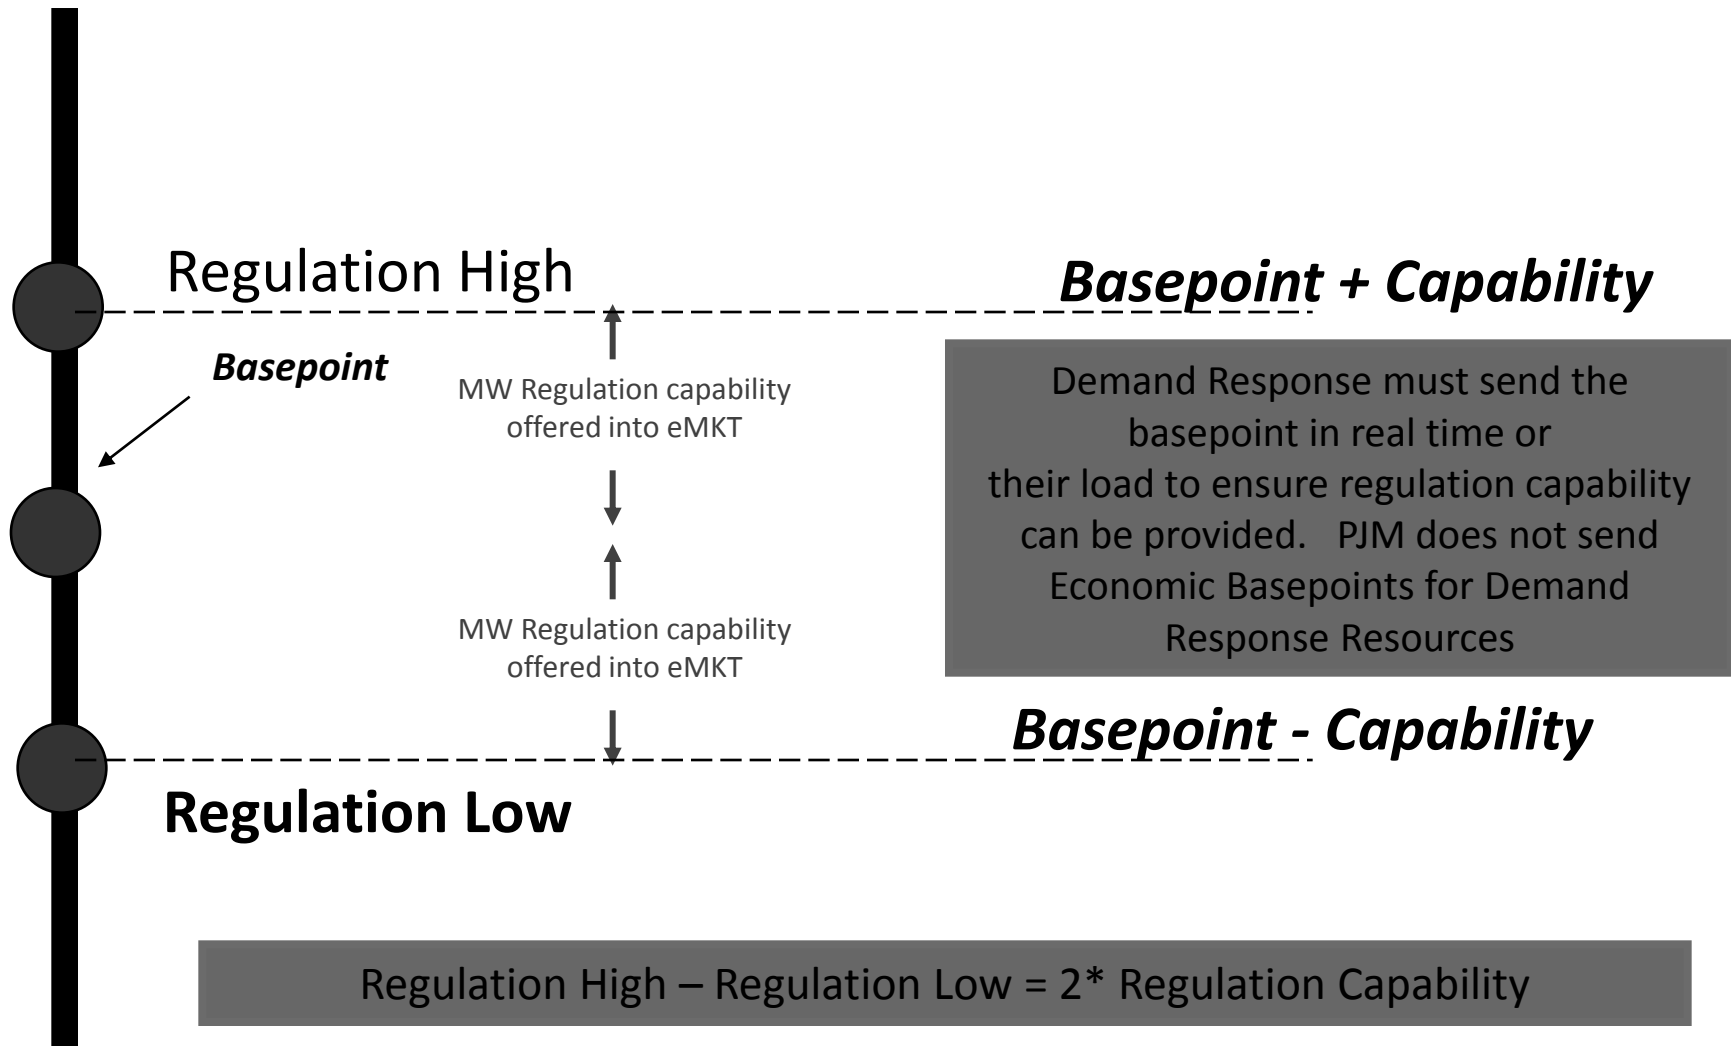 Regulation High
Basepoint + Capability
Basepoint
MW Regulation capability
offered into eMKT
Demand Response must send the
basepoint in real time or
their load to ensure regulation capability
can be provided.   PJM does not send
Economic Basepoints for Demand
Response Resources
MW Regulation capability
offered into eMKT
Basepoint - Capability
Regulation Low
Regulation High – Regulation Low = 2* Regulation Capability